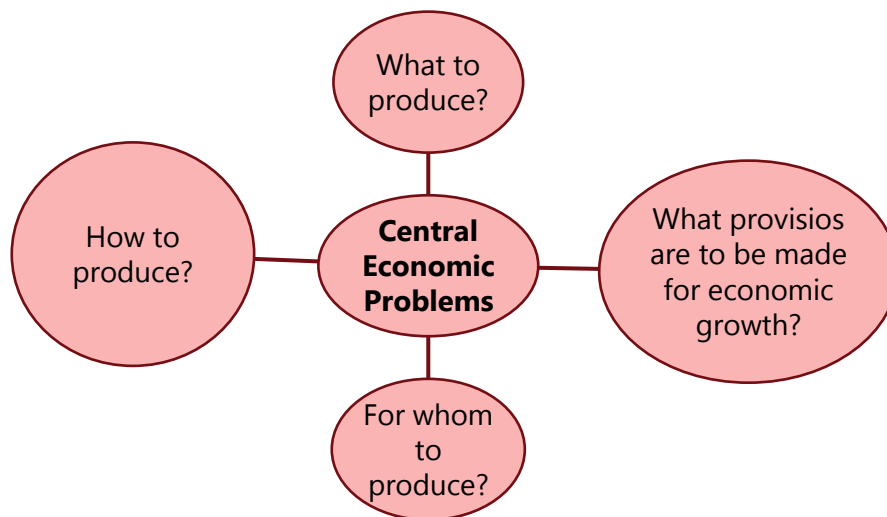 What to
produce?
How to
produce?
Central
Economic
Problems
What provisios
are to be made
for economic
growth?
For whom
to
produce?